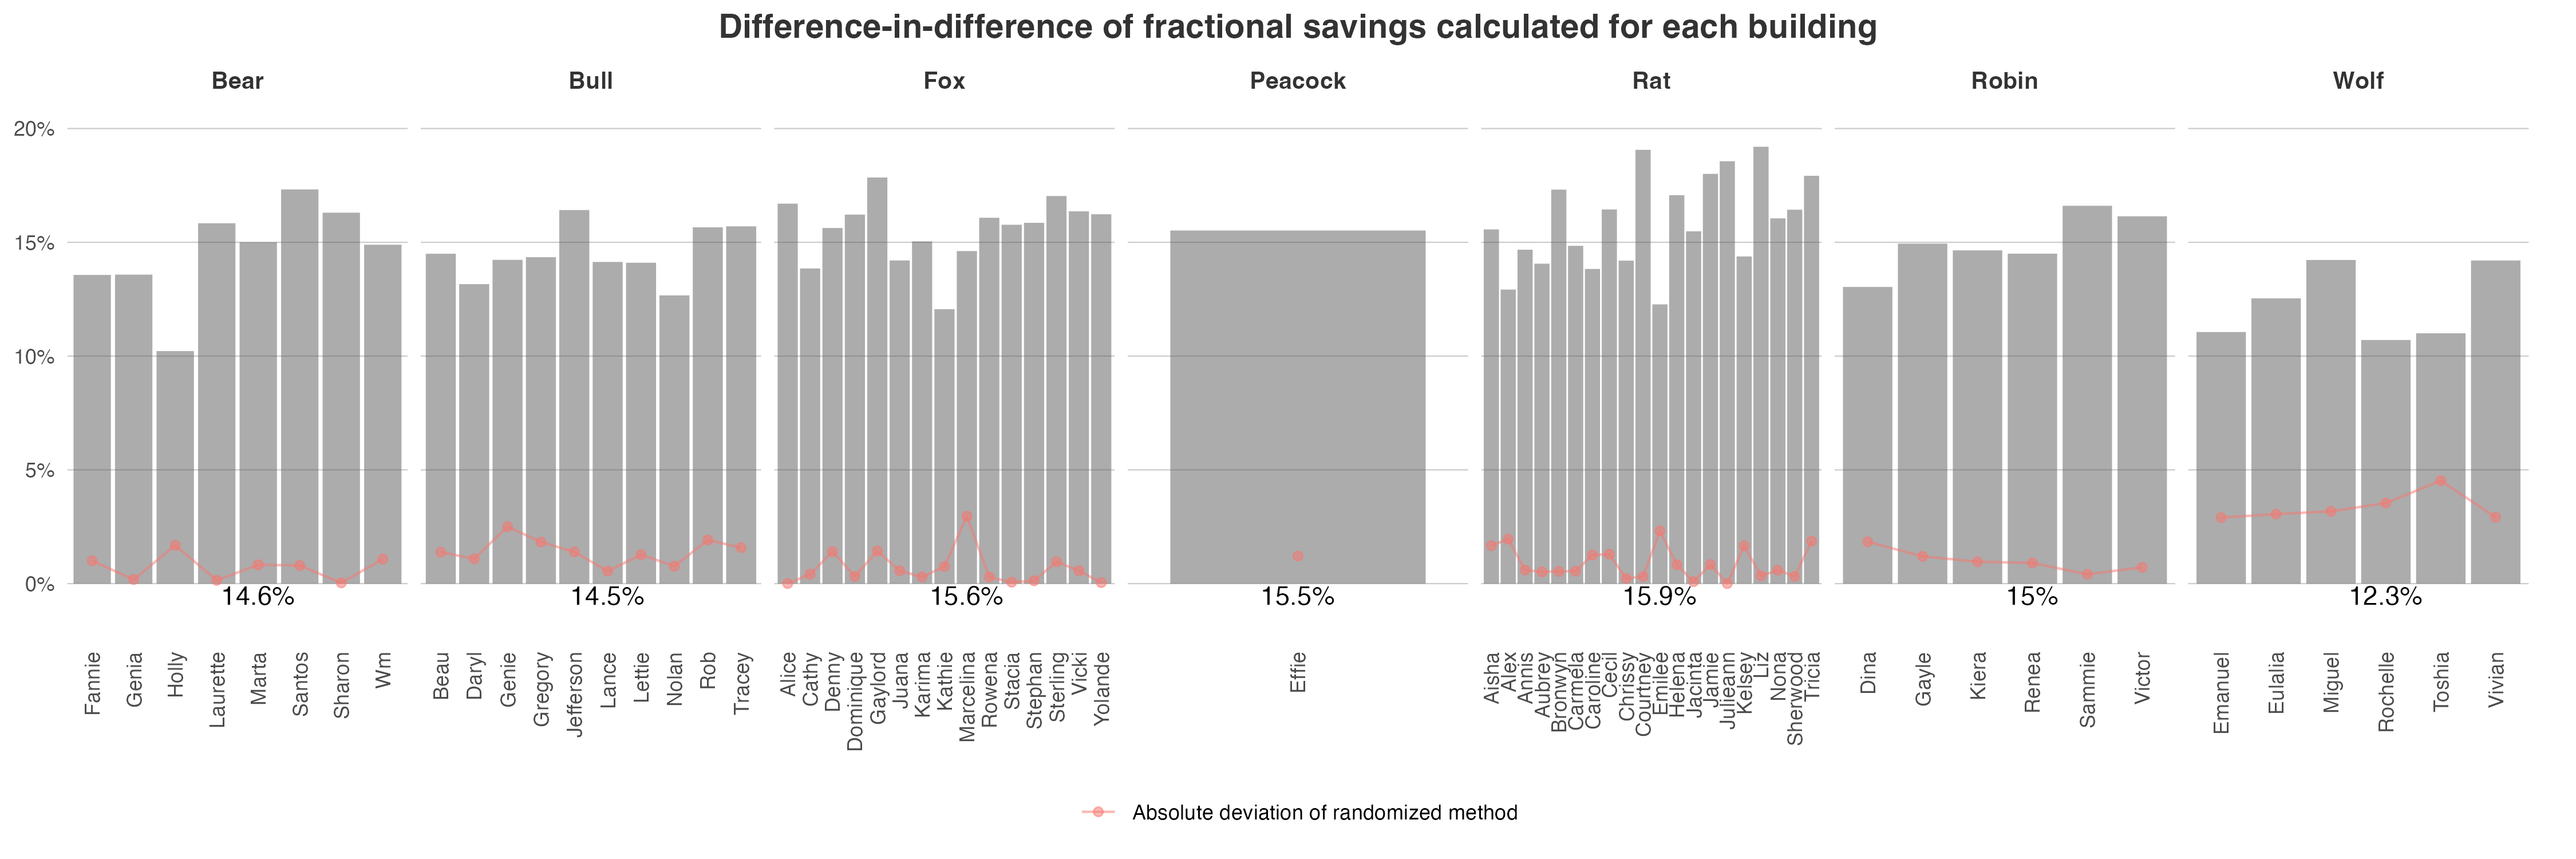 Difference-in-difference of fractional savings calculated for each building
Bear Bull Fox Peacock Rat Robin Wolf
20%
15%
10%
5%
0%
14.6% 14.5% 15.6% 15.5% 15.9% 15% 12.3%
Fannie Genia Holly Laurette Marta Santos Sharon Wm Beau Daryl Genie Gregory Jefferson Lance Lettie Nolan Rob Tracey Alice Cathy Denny Dominique Gaylord Juana Karima Kathie Marcelina Rowena Stacia Stephan Sterling Vicki Yolande Effie Aisha Alex Annis Aubrey Bronwyn Carmela Caroline Cecil Chrissy Courtney Emilee Helena Jacinta Jamie Julieann Kelsey Liz Nona Sherwood Tricia Dina Gayle Kiera Renea Sammie Victor Emanuel Eulalia Miguel Rochelle Toshia Vivian
Absolute deviation of randomized method